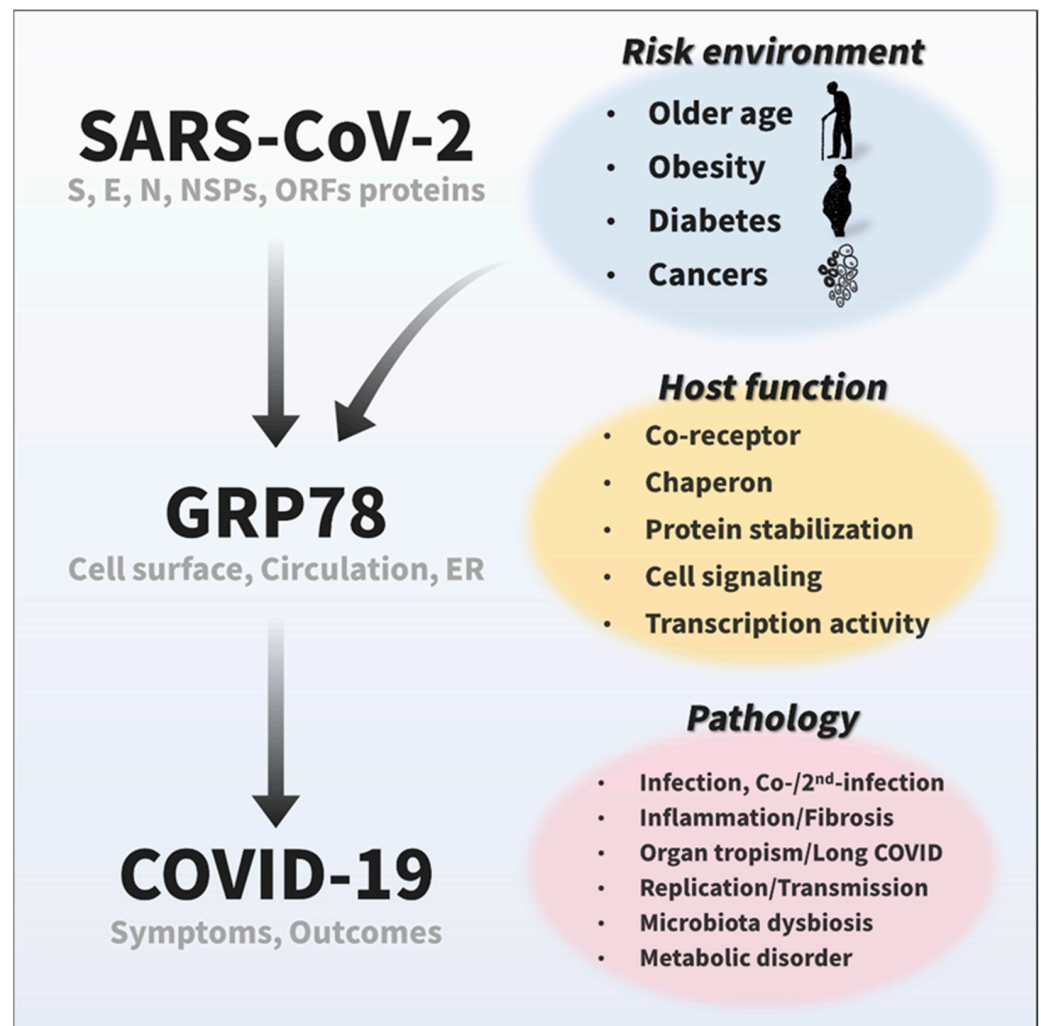 SARS-CoV-2
S, E, N, NSPs, ORFs proteins
Risk environment
• Older age
• Obesity
• Diabetes
• Cancers
GRP78
Cell surface, Circulation, ER
Host function
• Co-receptor
• Chaperon
• Protein stabilization
• Cell signaling
• Transcription activity
COVID-19
Symptoms, Outcomes
Pathology
• Infection, Co-/2ⁿᵈ-infection
• Inflammation/Fibrosis
• Organ tropism/Long COVID
• Replication/Transmission
• Microbiota dysbiosis
• Metabolic disorder